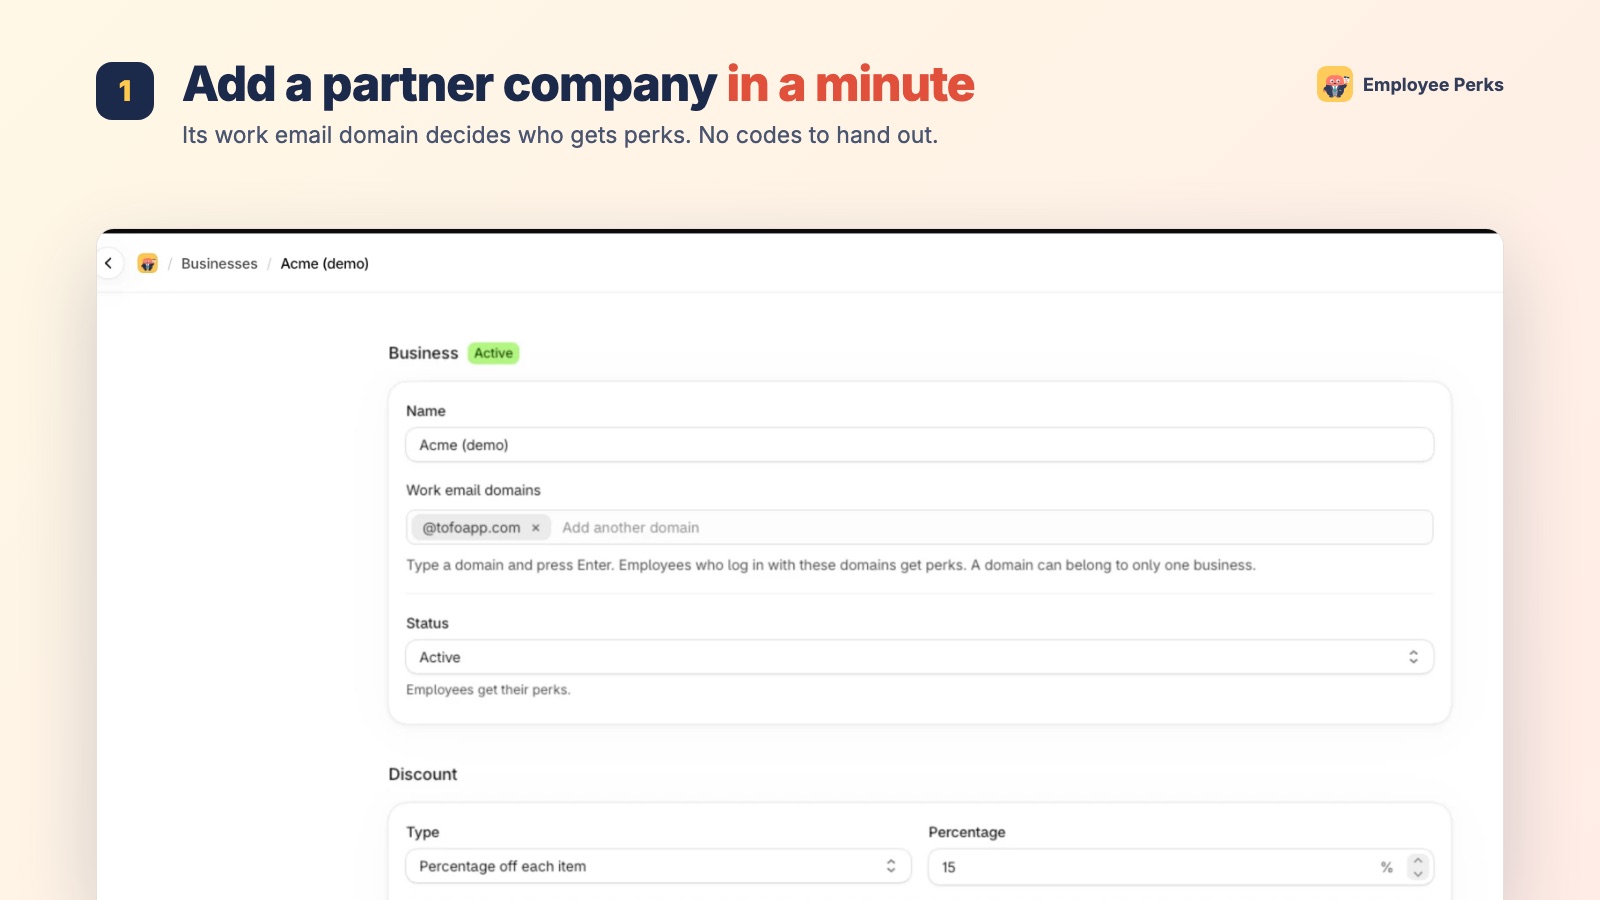 1
Add a partner company in a minute
Its work email domain decides who gets perks. No codes to hand out.
Employee Perks
/ Businesses / Acme (demo)
Business Active
Name
Acme (demo)
Work email domains
@tofoapp.com × Add another domain
Type a domain and press Enter. Employees who log in with these domains get perks. A domain can belong to only one business.
Status
Active
Employees get their perks.
Discount
Type Percentage
Percentage off each item 15 %